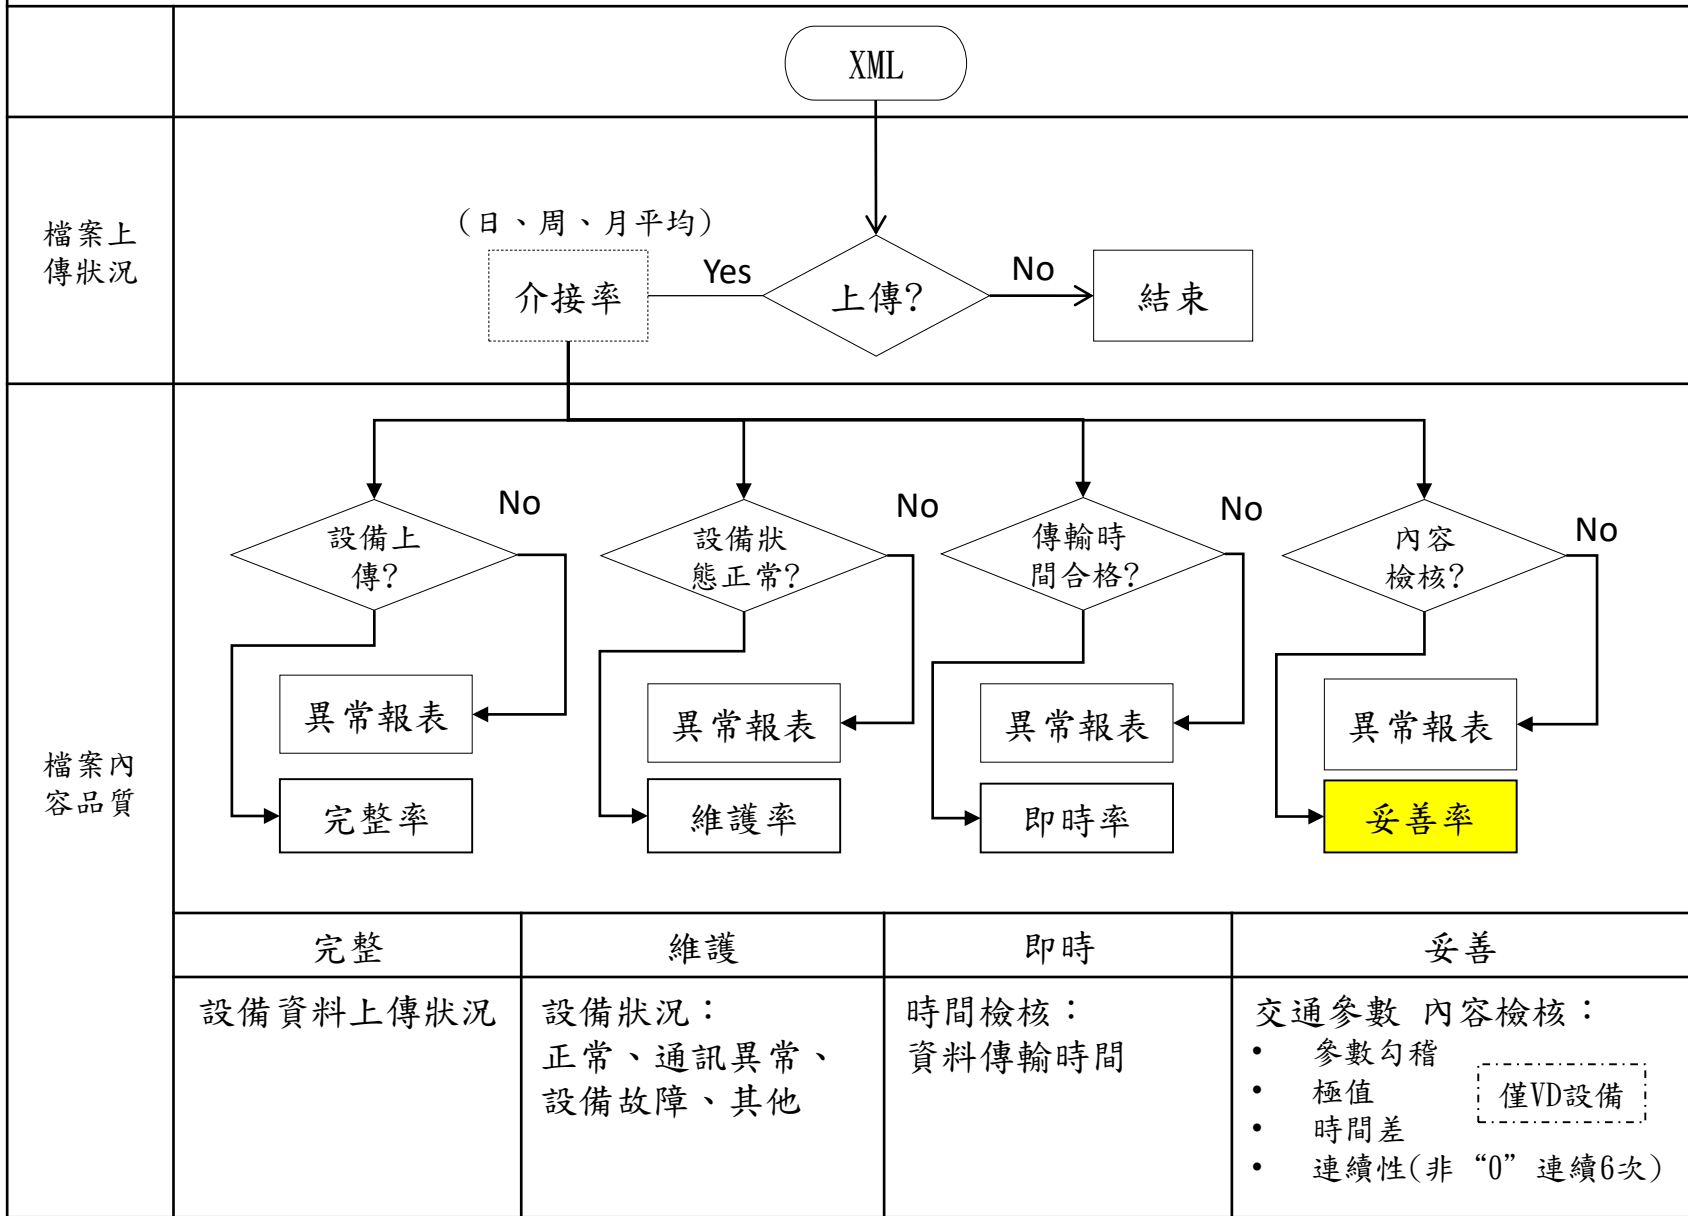 XML
檔案上
傳狀況
(日、周、月平均)
介接率
Yes
上傳?
No
結束
檔案內
容品質
設備上
傳?
No
設備狀
態正常?
No
傳輸時
間合格?
No
內容
檢核?
No
異常報表
異常報表
異常報表
異常報表
完整率
維護率
即時率
妥善率
完整
維護
即時
妥善
設備資料上傳狀況
設備狀況：
正常、通訊異常、
設備故障、其他
時間檢核：
資料傳輸時間
交通參數 內容檢核：
• 參數勾稽
• 極值
• 時間差
• 連續性(非“0”連續6次)
僅VD設備